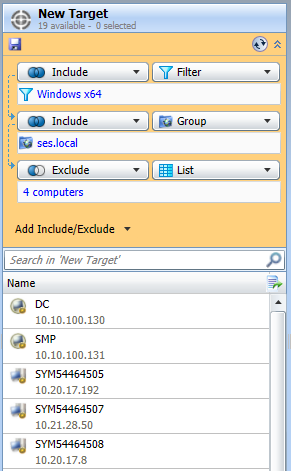 New Target
19 available - 0 selected
Include Filter
Windows x64
Include Group
ses.local
Exclude List
4 computers
Add Include/Exclude
Search in 'New Target'
Name
DC
10.10.100.130
SMP
10.10.100.131
SYM54464505
10.20.17.192
SYM54464507
10.21.28.50
SYM54464508
10.20.17.8